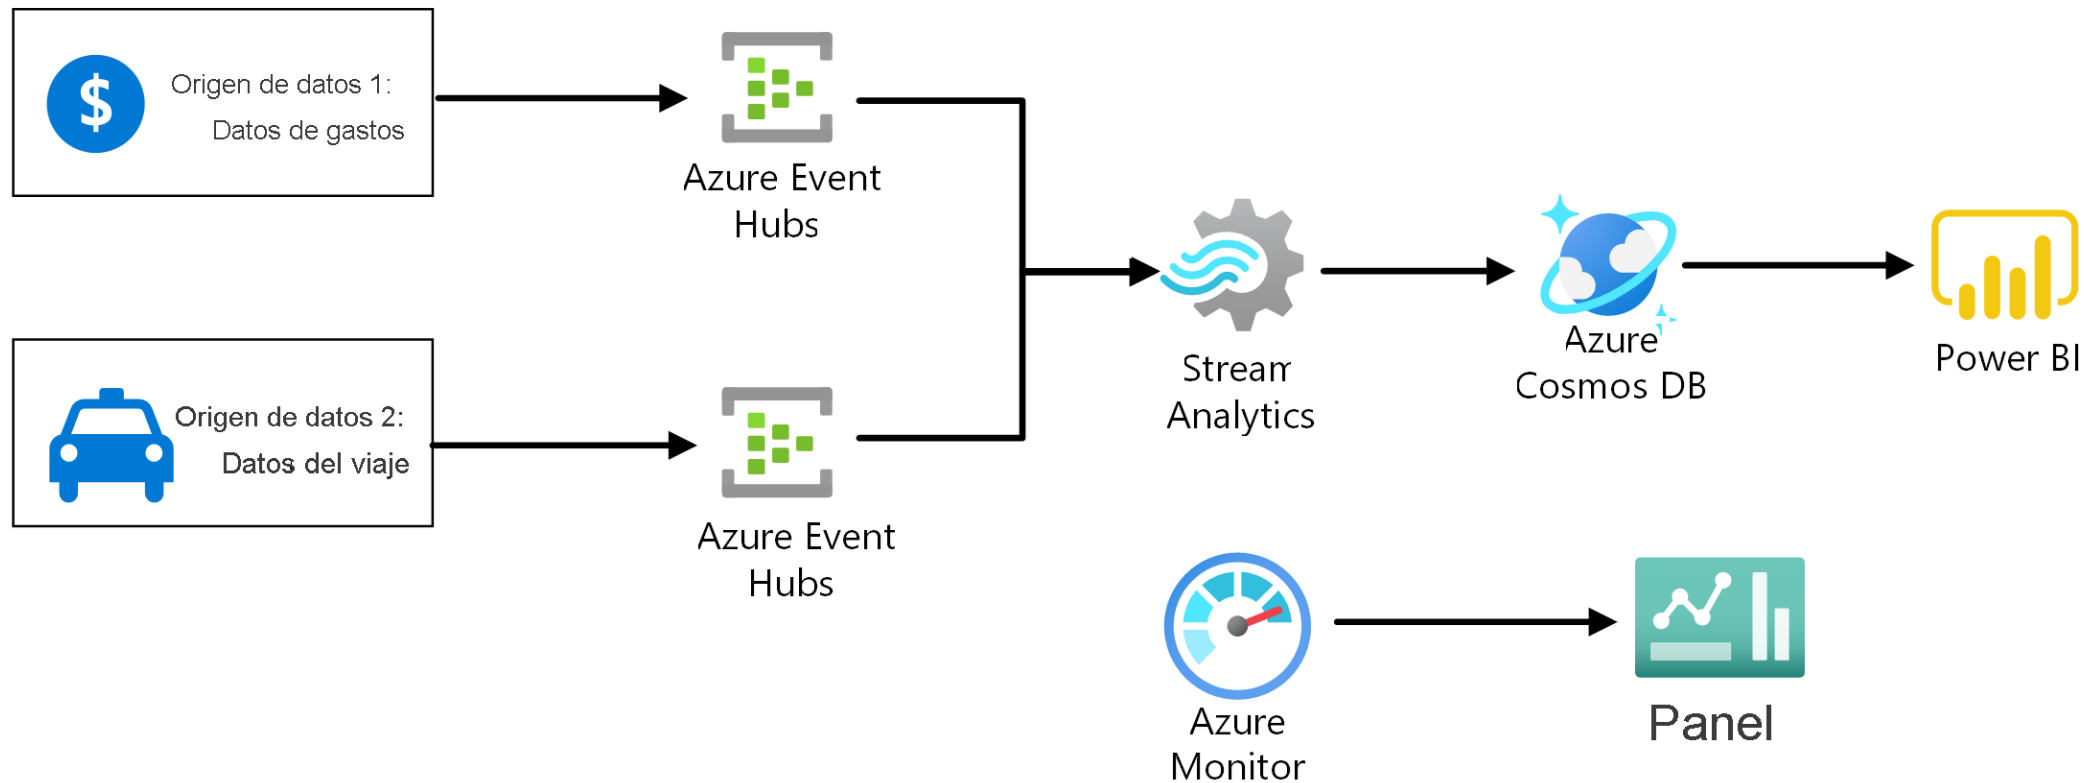 Origen de datos 1:
Datos de gastos
Azure Event
Hubs
Origen de datos 2:
Datos del viaje
Azure Event
Hubs
Stream
Analytics
Azure
Cosmos DB
Power BI
Azure
Monitor
Panel